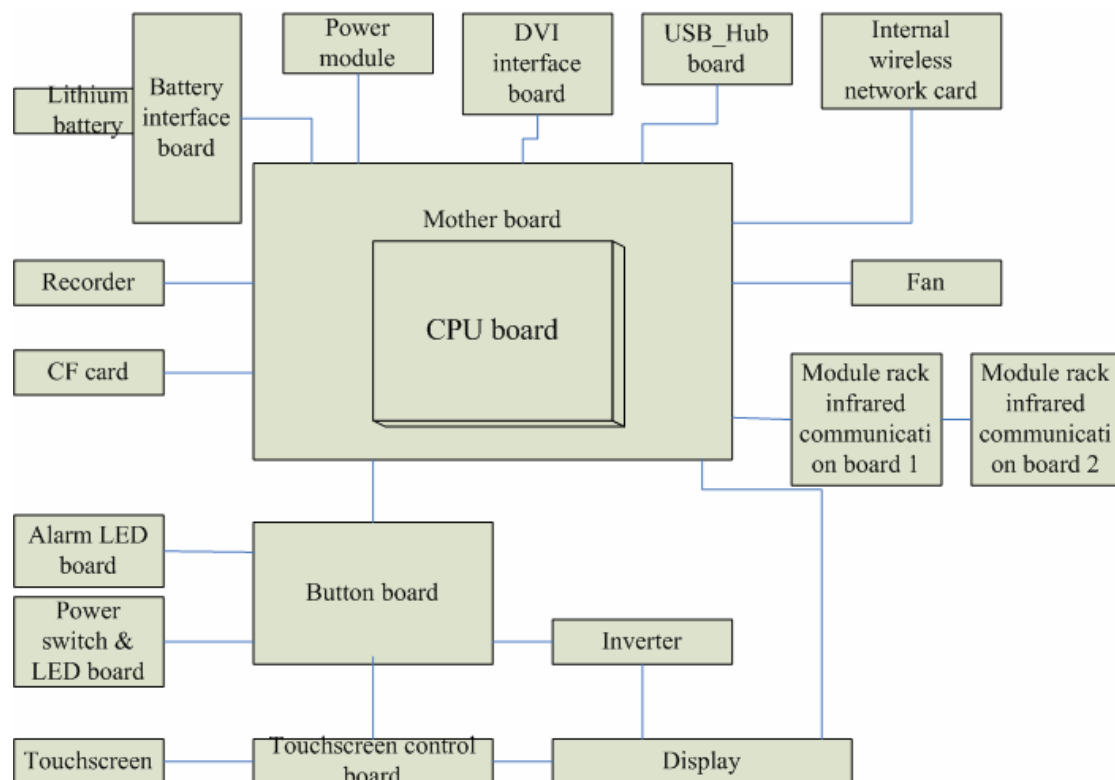 Power
module
DVI
interface
board
USB_Hub
board
Internal
wireless
network card
Lithium
battery
Battery
interface
board
Mother board
CPU board
Recorder
Fan
CF card
Module rack
infrared
communicati
on board 1
Module rack
infrared
communicati
on board 2
Alarm LED
board
Button board
Power
switch &
LED board
Inverter
Touchscreen
Touchscreen control
board
Display